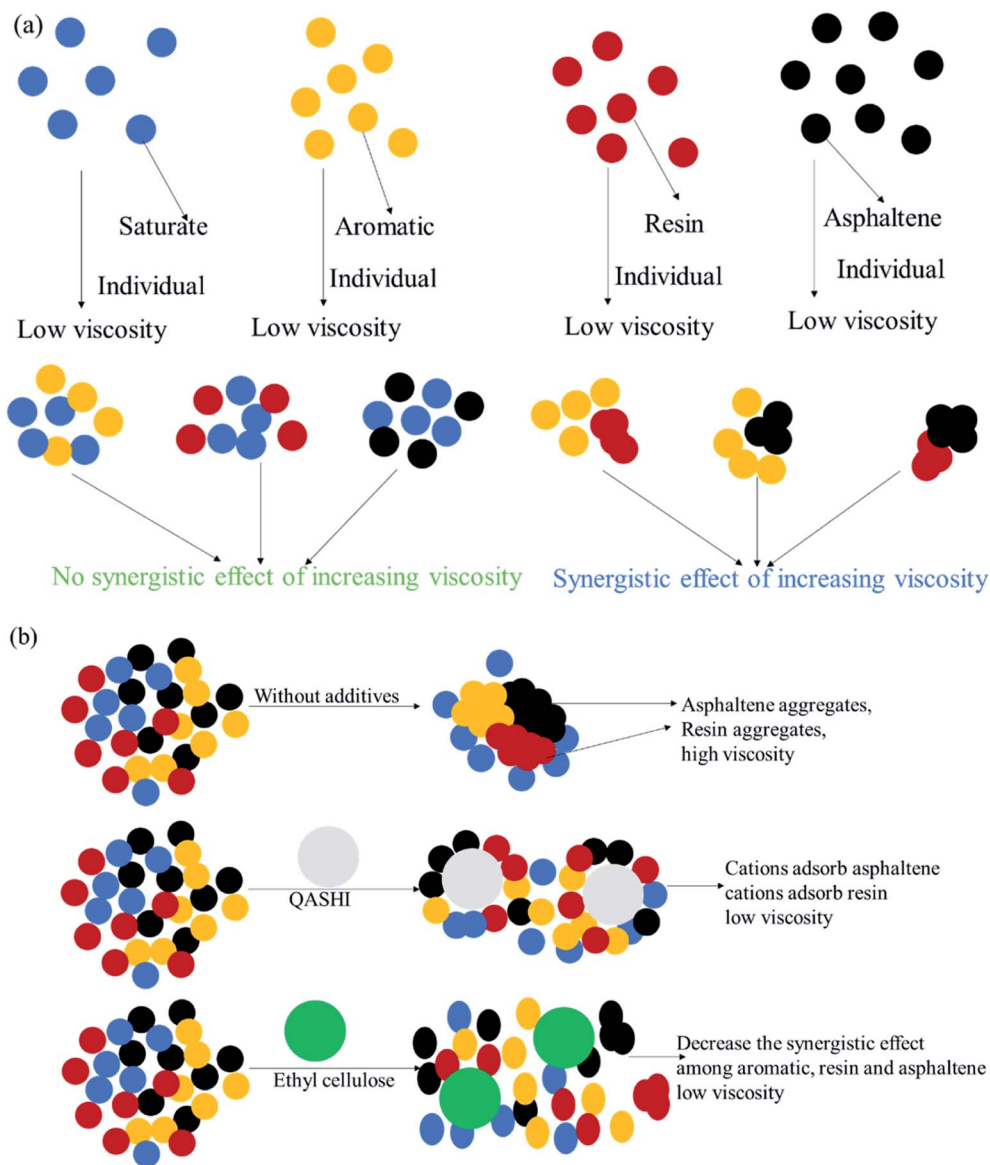 (a)
Saturate
Aromatic
Resin
Asphaltene
Individual
Individual
Individual
Individual
Low viscosity
Low viscosity
Low viscosity
Low viscosity
No synergistic effect of increasing viscosity
Synergistic effect of increasing viscosity
(b)
Without additives
Asphaltene aggregates,
Resin aggregates,
high viscosity
QASHI
Cations adsorb asphaltene
cations adsorb resin
low viscosity
Ethyl cellulose
Decrease the synergistic effect
among aromatic, resin and asphaltene
low viscosity